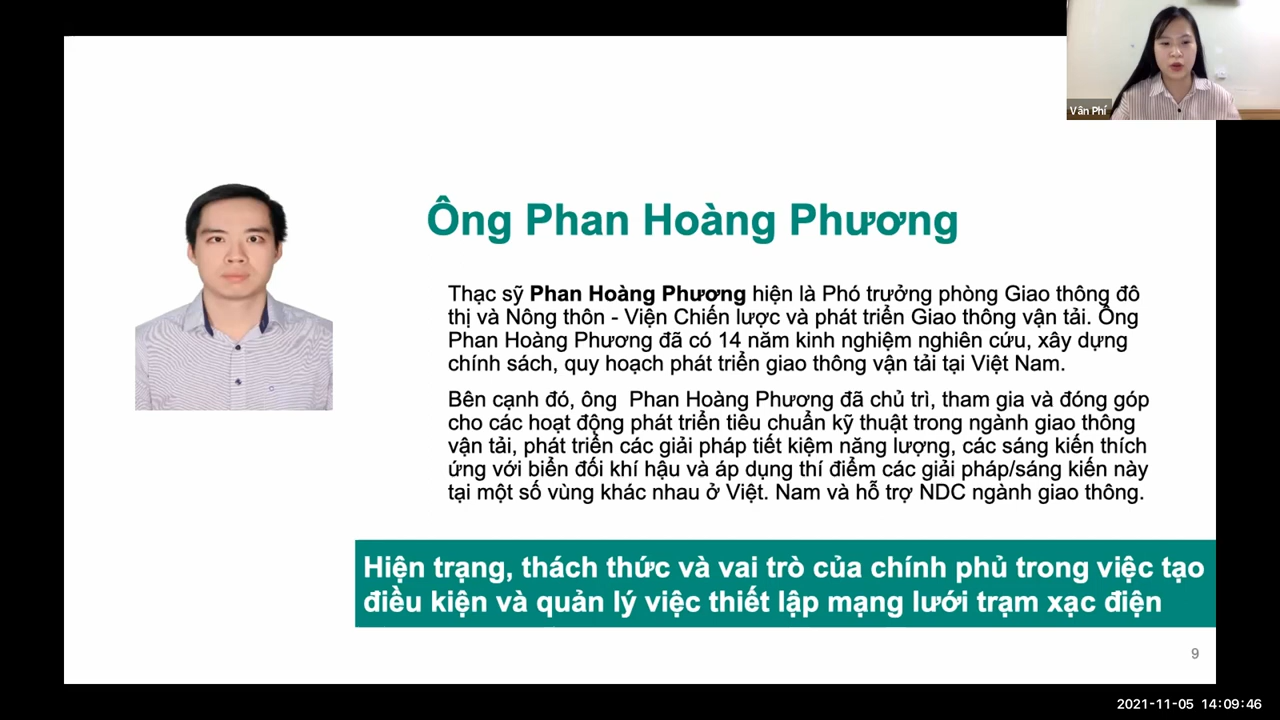 Vân Phí
Ông Phan Hoàng Phương
Thạc sỹ Phan Hoàng Phương hiện là Phó trưởng phòng Giao thông đô
thị và Nông thôn - Viện Chiến lược và phát triển Giao thông vận tải. Ông
Phan Hoàng Phương đã có 14 năm kinh nghiệm nghiên cứu, xây dựng
chính sách, quy hoạch phát triển giao thông vận tải tại Việt Nam.
Bên cạnh đó, ông  Phan Hoàng Phương đã chủ trì, tham gia và đóng góp
cho các hoạt động phát triển tiêu chuẩn kỹ thuật trong ngành giao thông
vận tải, phát triển các giải pháp tiết kiệm năng lượng, các sáng kiến thích
ứng với biển đối khí hậu và áp dụng thí điểm các giải pháp/sáng kiến này
tại một số vùng khác nhau ở Việt. Nam và hỗ trợ NDC ngành giao thông.
Hiện trạng, thách thức và vai trò của chính phủ trong việc tạo
điều kiện và quản lý việc thiết lập mạng lưới trạm xạc điện
9
2021-11-05 14:09:46